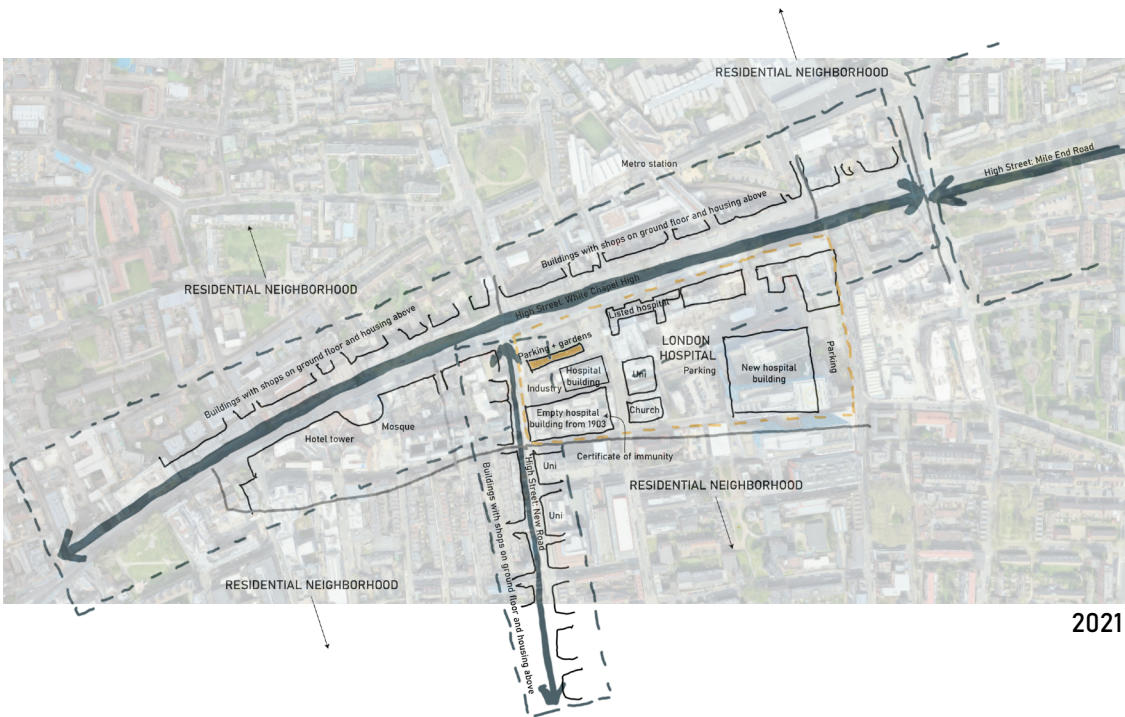 RESIDENTIAL NEIGHBORHOOD
High Street: Mile End Road
Metro station
Buildings with shops on ground floor and housing above
RESIDENTIAL NEIGHBORHOOD
High Street: White Chapel High
Listed hospital
Buildings with shops on ground floor and housing above
Parking + gardens
LONDON
HOSPITAL
Parking
Parking
Hospital
building
Uni
New hospital
building
Industry
Church
Empty hospital
building from 1903
Mosque
Hotel tower
Certificate of immunity
High Street: New Road
Buildings with shops on ground floor and housing above
Uni
RESIDENTIAL NEIGHBORHOOD
Uni
RESIDENTIAL NEIGHBORHOOD
2021